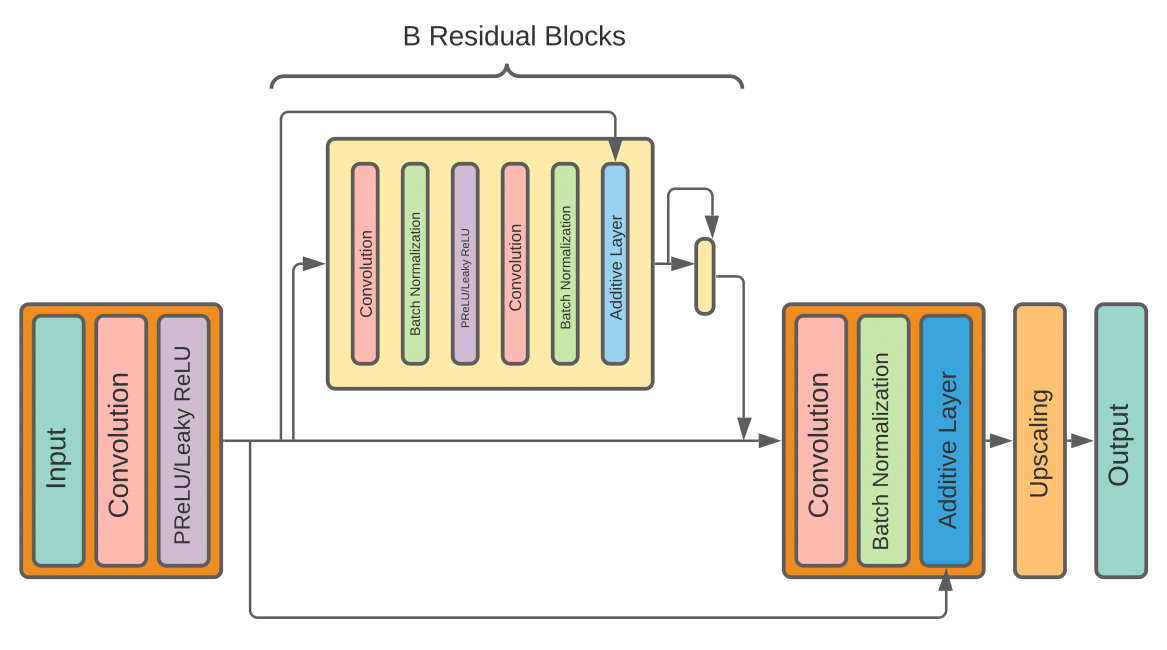 B Residual Blocks
Input
Convolution
PReLU/Leaky ReLU
Convolution
Batch Normalization
PReLU/Leaky ReLU
Convolution
Batch Normalization
Additive Layer
Convolution
Batch Normalization
Additive Layer
Upscaling
Output